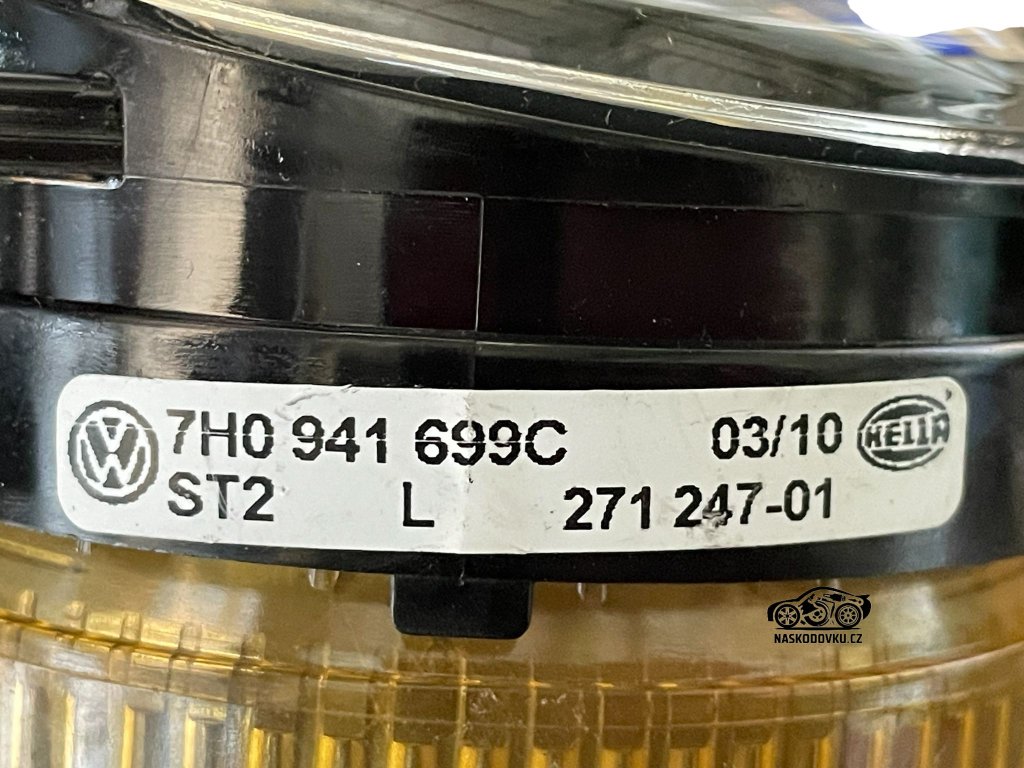 7H0 941 699C 03/10 HELLA
ST2 L 271 247-01
NASKODOVKU.CZ